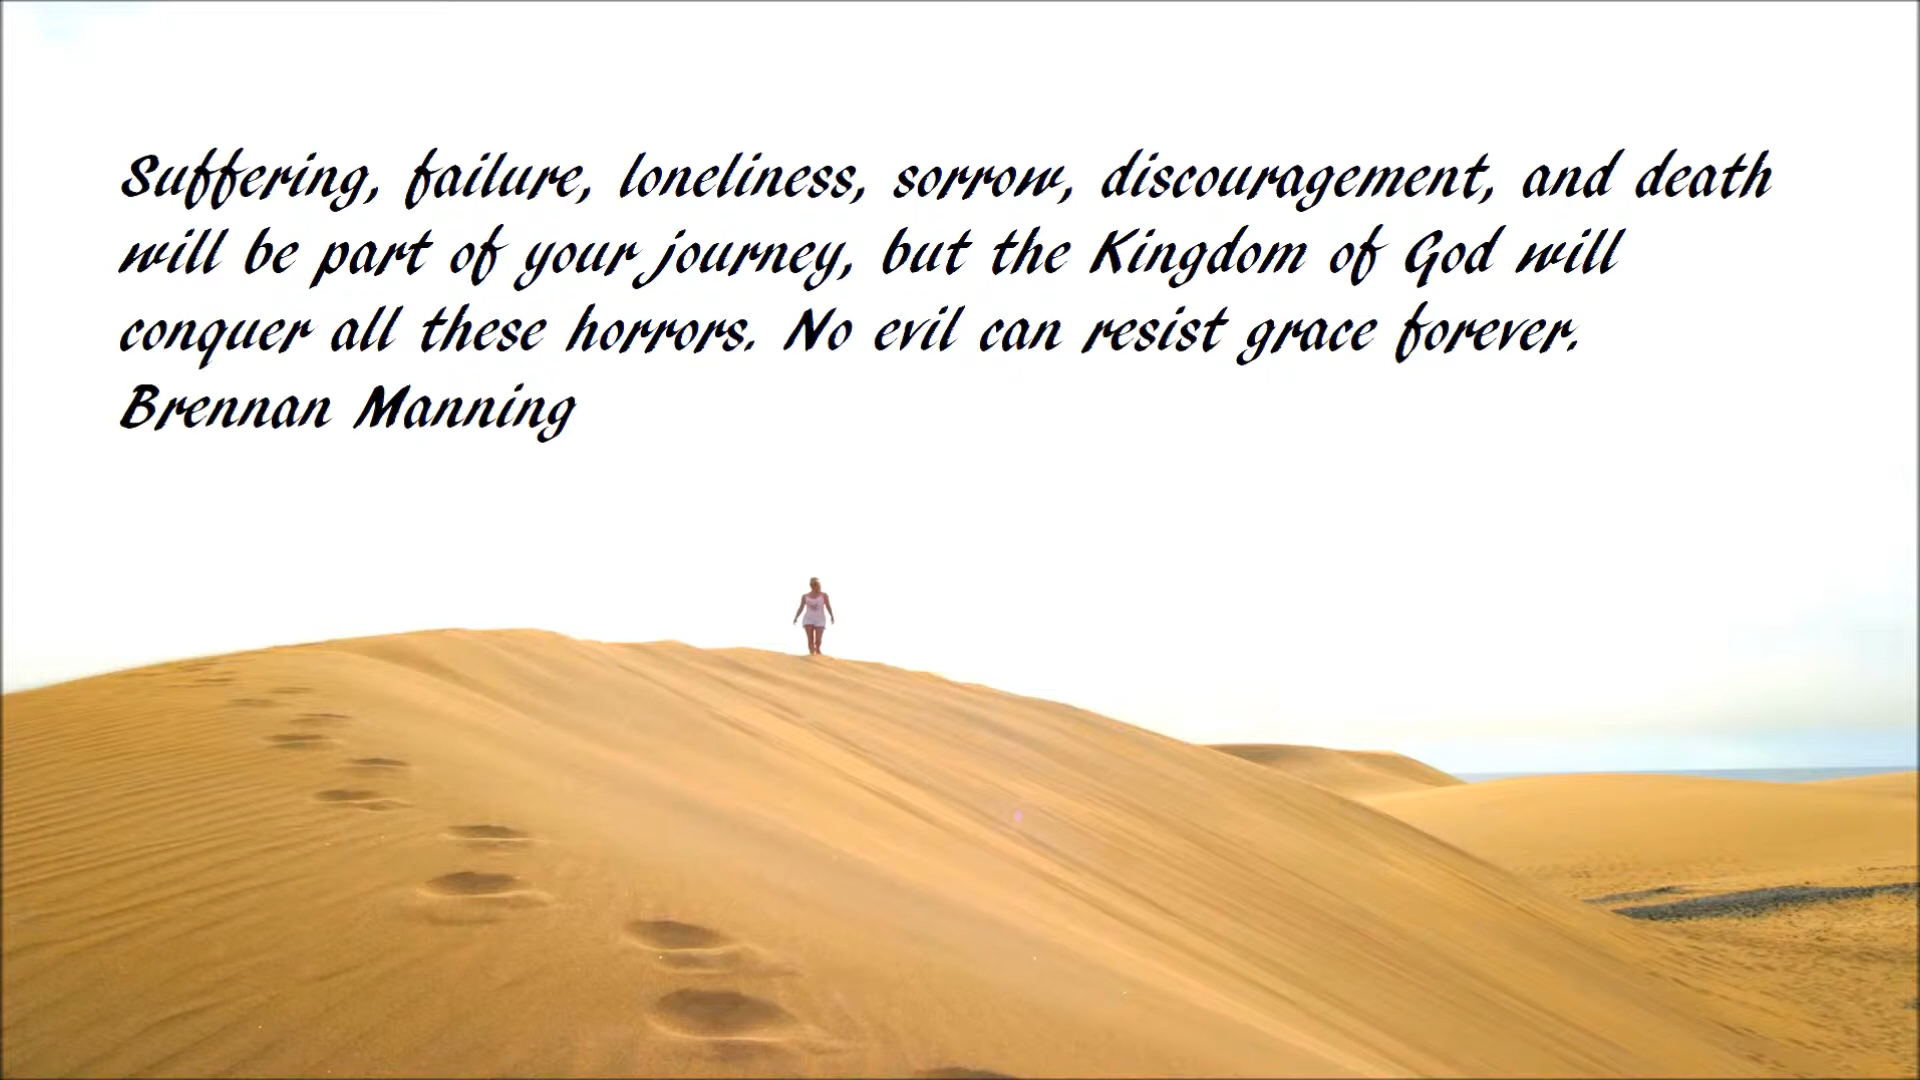 Suffering, failure, loneliness, sorrow, discouragement, and death
will be part of your journey, but the Kingdom of God will
conquer all these horrors. No evil can resist grace forever.
Brennan Manning